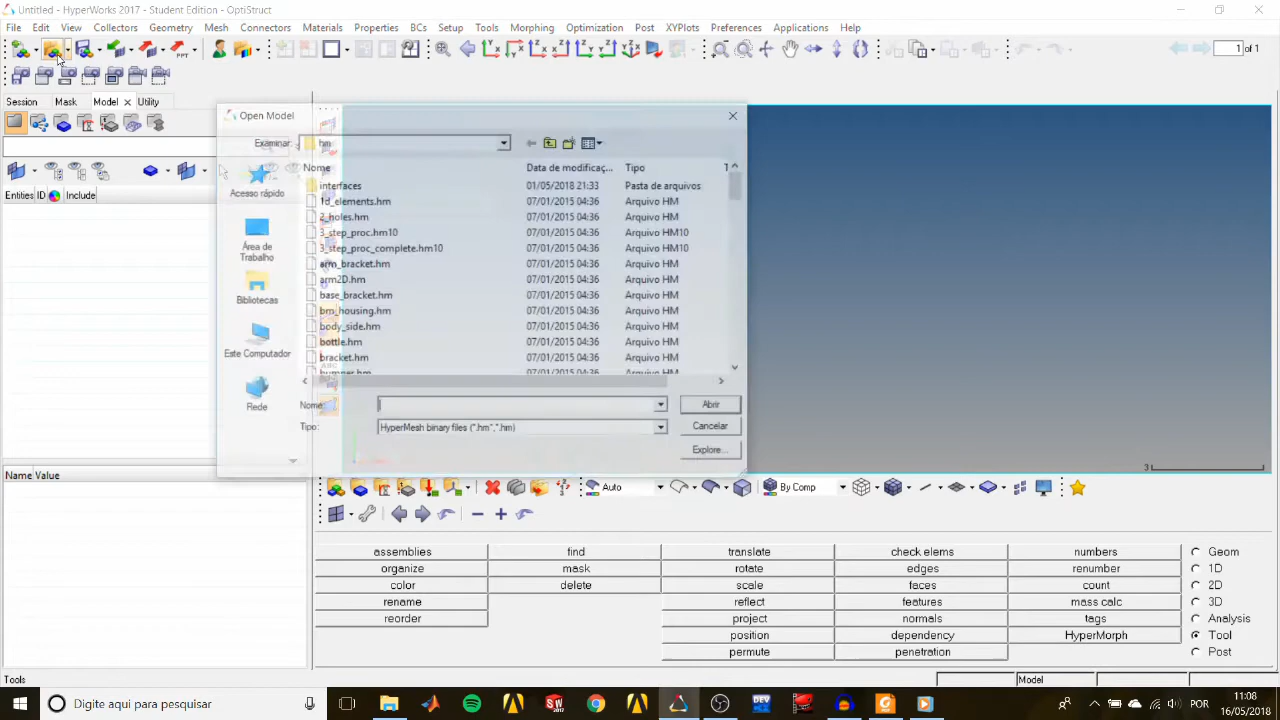 Untitled - HyperWorks 2017 - Student Edition - OptiStruct
File Edit View Collectors Geometry Mesh Connectors Materials Properties BCs Setup Tools Morphing Optimization Post XYPlots Preferences Applications Help
1 of 1
Session Mask Model Utility
Open Model
Examinar: hm
Nome Data de modificaç... Tipo T
Acesso rápido
Área de Trabalho
Bibliotecas
Este Computador
Rede
interfaces 01/05/2018 21:33 Pasta de arquivos
1d_elements.hm 07/01/2015 04:36 Arquivo HM
2_holes.hm 07/01/2015 04:36 Arquivo HM
3_step_proc.hm10 07/01/2015 04:36 Arquivo HM10
3_step_proc_complete.hm10 07/01/2015 04:36 Arquivo HM10
arm_bracket.hm 07/01/2015 04:36 Arquivo HM
arm2D.hm 07/01/2015 04:36 Arquivo HM
base_bracket.hm 07/01/2015 04:36 Arquivo HM
bm_housing.hm 07/01/2015 04:36 Arquivo HM
body_side.hm 07/01/2015 04:36 Arquivo HM
bottle.hm 07/01/2015 04:36 Arquivo HM
bracket.hm 07/01/2015 04:36 Arquivo HM
bumper.hm 07/01/2015 04:36 Arquivo HM
Nome: Abrir
Tipo: HyperMesh binary files (*.hm*,*.hm) Cancelar
Explore...
Entities ID Include
3
Name Value
Auto By Comp
assemblies find translate check elems numbers Geom
organize mask rotate edges renumber 1D
color delete scale faces count 2D
rename reflect features mass calc 3D
reorder project normals tags Analysis
position dependency HyperMorph Tool
permute penetration Post
Tools Model
Digite aqui para pesquisar
POR
11:08
16/05/2018